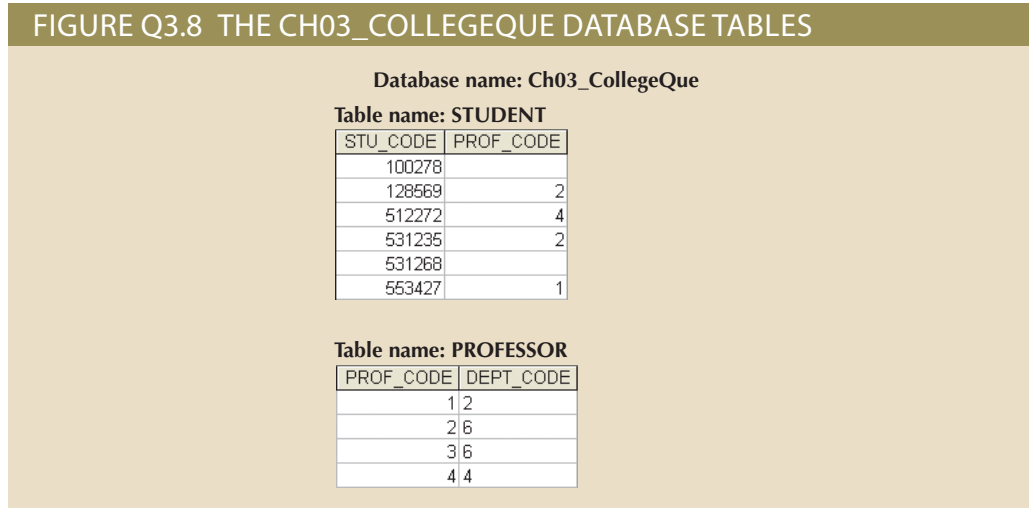 FIGURE Q3.8 THE CH03_COLLEGEQUE DATABASE TABLES
Database name: Ch03_CollegeQue
Table name: STUDENT
STU_CODE PROF_CODE
100278
128569 2
512272 4
531235 2
531268
553427 1
Table name: PROFESSOR
PROF_CODE DEPT_CODE
1 2
2 6
3 6
4 4